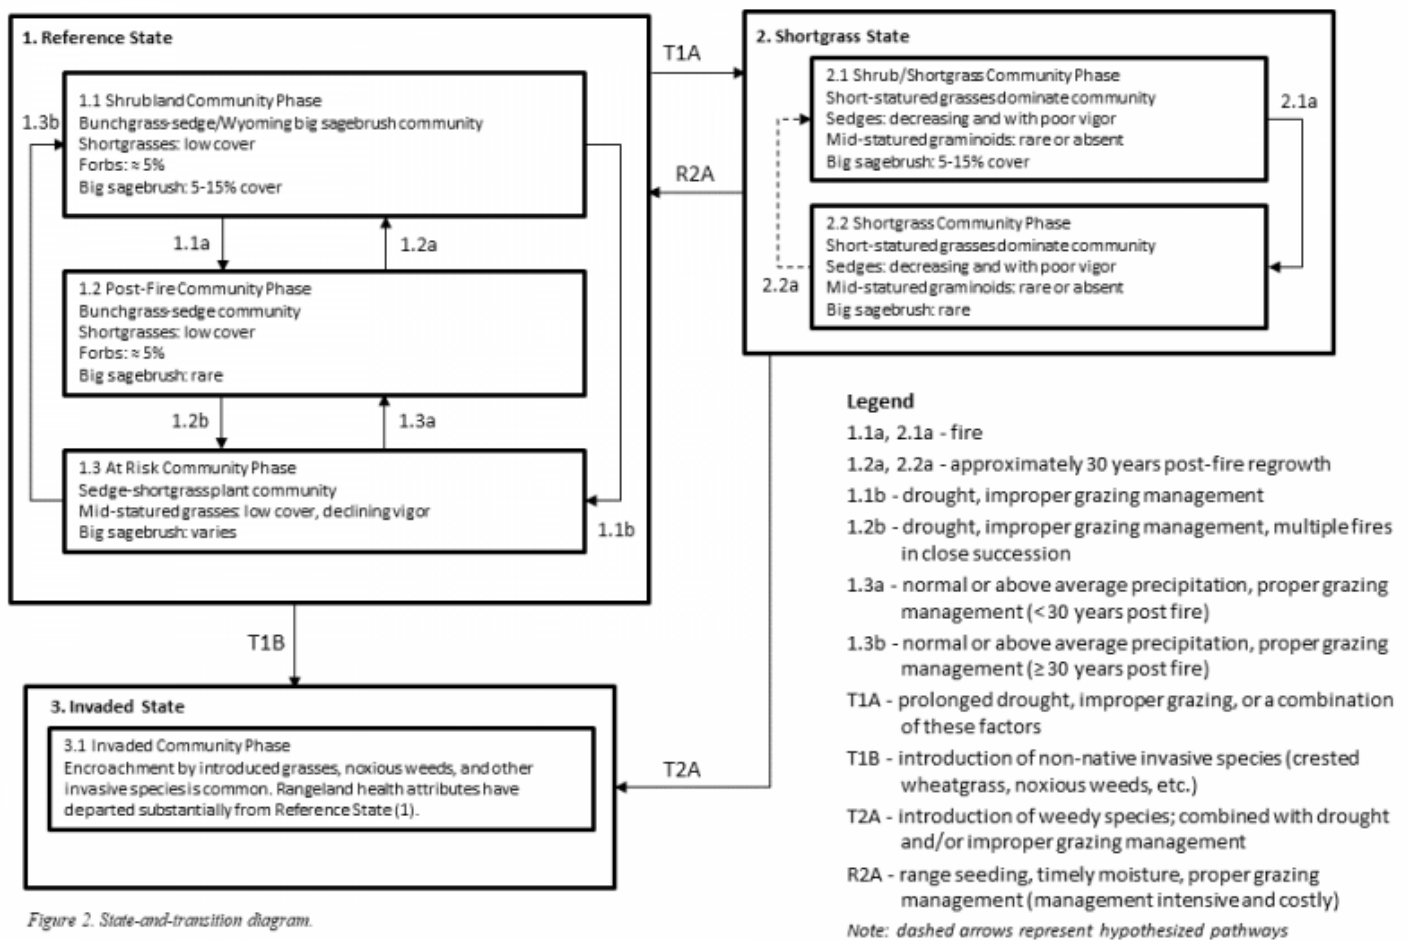 1. Reference State
1.1 Shrubland Community Phase
Bunchgrass-sedge/Wyoming big sagebrush community
Shortgrasses: low cover
Forbs: ≈ 5%
Big sagebrush: 5-15% cover
1.3b
1.1a
1.2a
1.2 Post-Fire Community Phase
Bunchgrass-sedge community
Shortgrasses: low cover
Forbs: ≈ 5%
Big sagebrush: rare
1.2b
1.3a
1.3 At Risk Community Phase
Sedge-shortgrass plant community
Mid-statured grasses: low cover, declining vigor
Big sagebrush: varies
1.1b
T1A
R2A
2. Shortgrass State
2.1 Shrub/Shortgrass Community Phase
Short-statured grasses dominate community
Sedges: decreasing and with poor vigor
Mid-statured graminoids: rare or absent
Big sagebrush: 5-15% cover
2.1a
2.2 Shortgrass Community Phase
Short-statured grasses dominate community
Sedges: decreasing and with poor vigor
Mid-statured graminoids: rare or absent
Big sagebrush: rare
2.2a
T1B
3. Invaded State
3.1 Invaded Community Phase
Encroachment by introduced grasses, noxious weeds, and other
invasive species is common. Rangeland health attributes have
departed substantially from Reference State (1).
T2A
Legend
1.1a, 2.1a - fire
1.2a, 2.2a - approximately 30 years post-fire regrowth
1.1b - drought, improper grazing management
1.2b - drought, improper grazing management, multiple fires
in close succession
1.3a - normal or above average precipitation, proper grazing
management (< 30 years post fire)
1.3b - normal or above average precipitation, proper grazing
management (≥ 30 years post fire)
T1A - prolonged drought, improper grazing, or a combination
of these factors
T1B - introduction of non-native invasive species (crested
wheatgrass, noxious weeds, etc.)
T2A - introduction of weedy species; combined with drought
and/or improper grazing management
R2A - range seeding, timely moisture, proper grazing
management (management intensive and costly)
Note: dashed arrows represent hypothesized pathways
Figure 2. State-and-transition diagram.